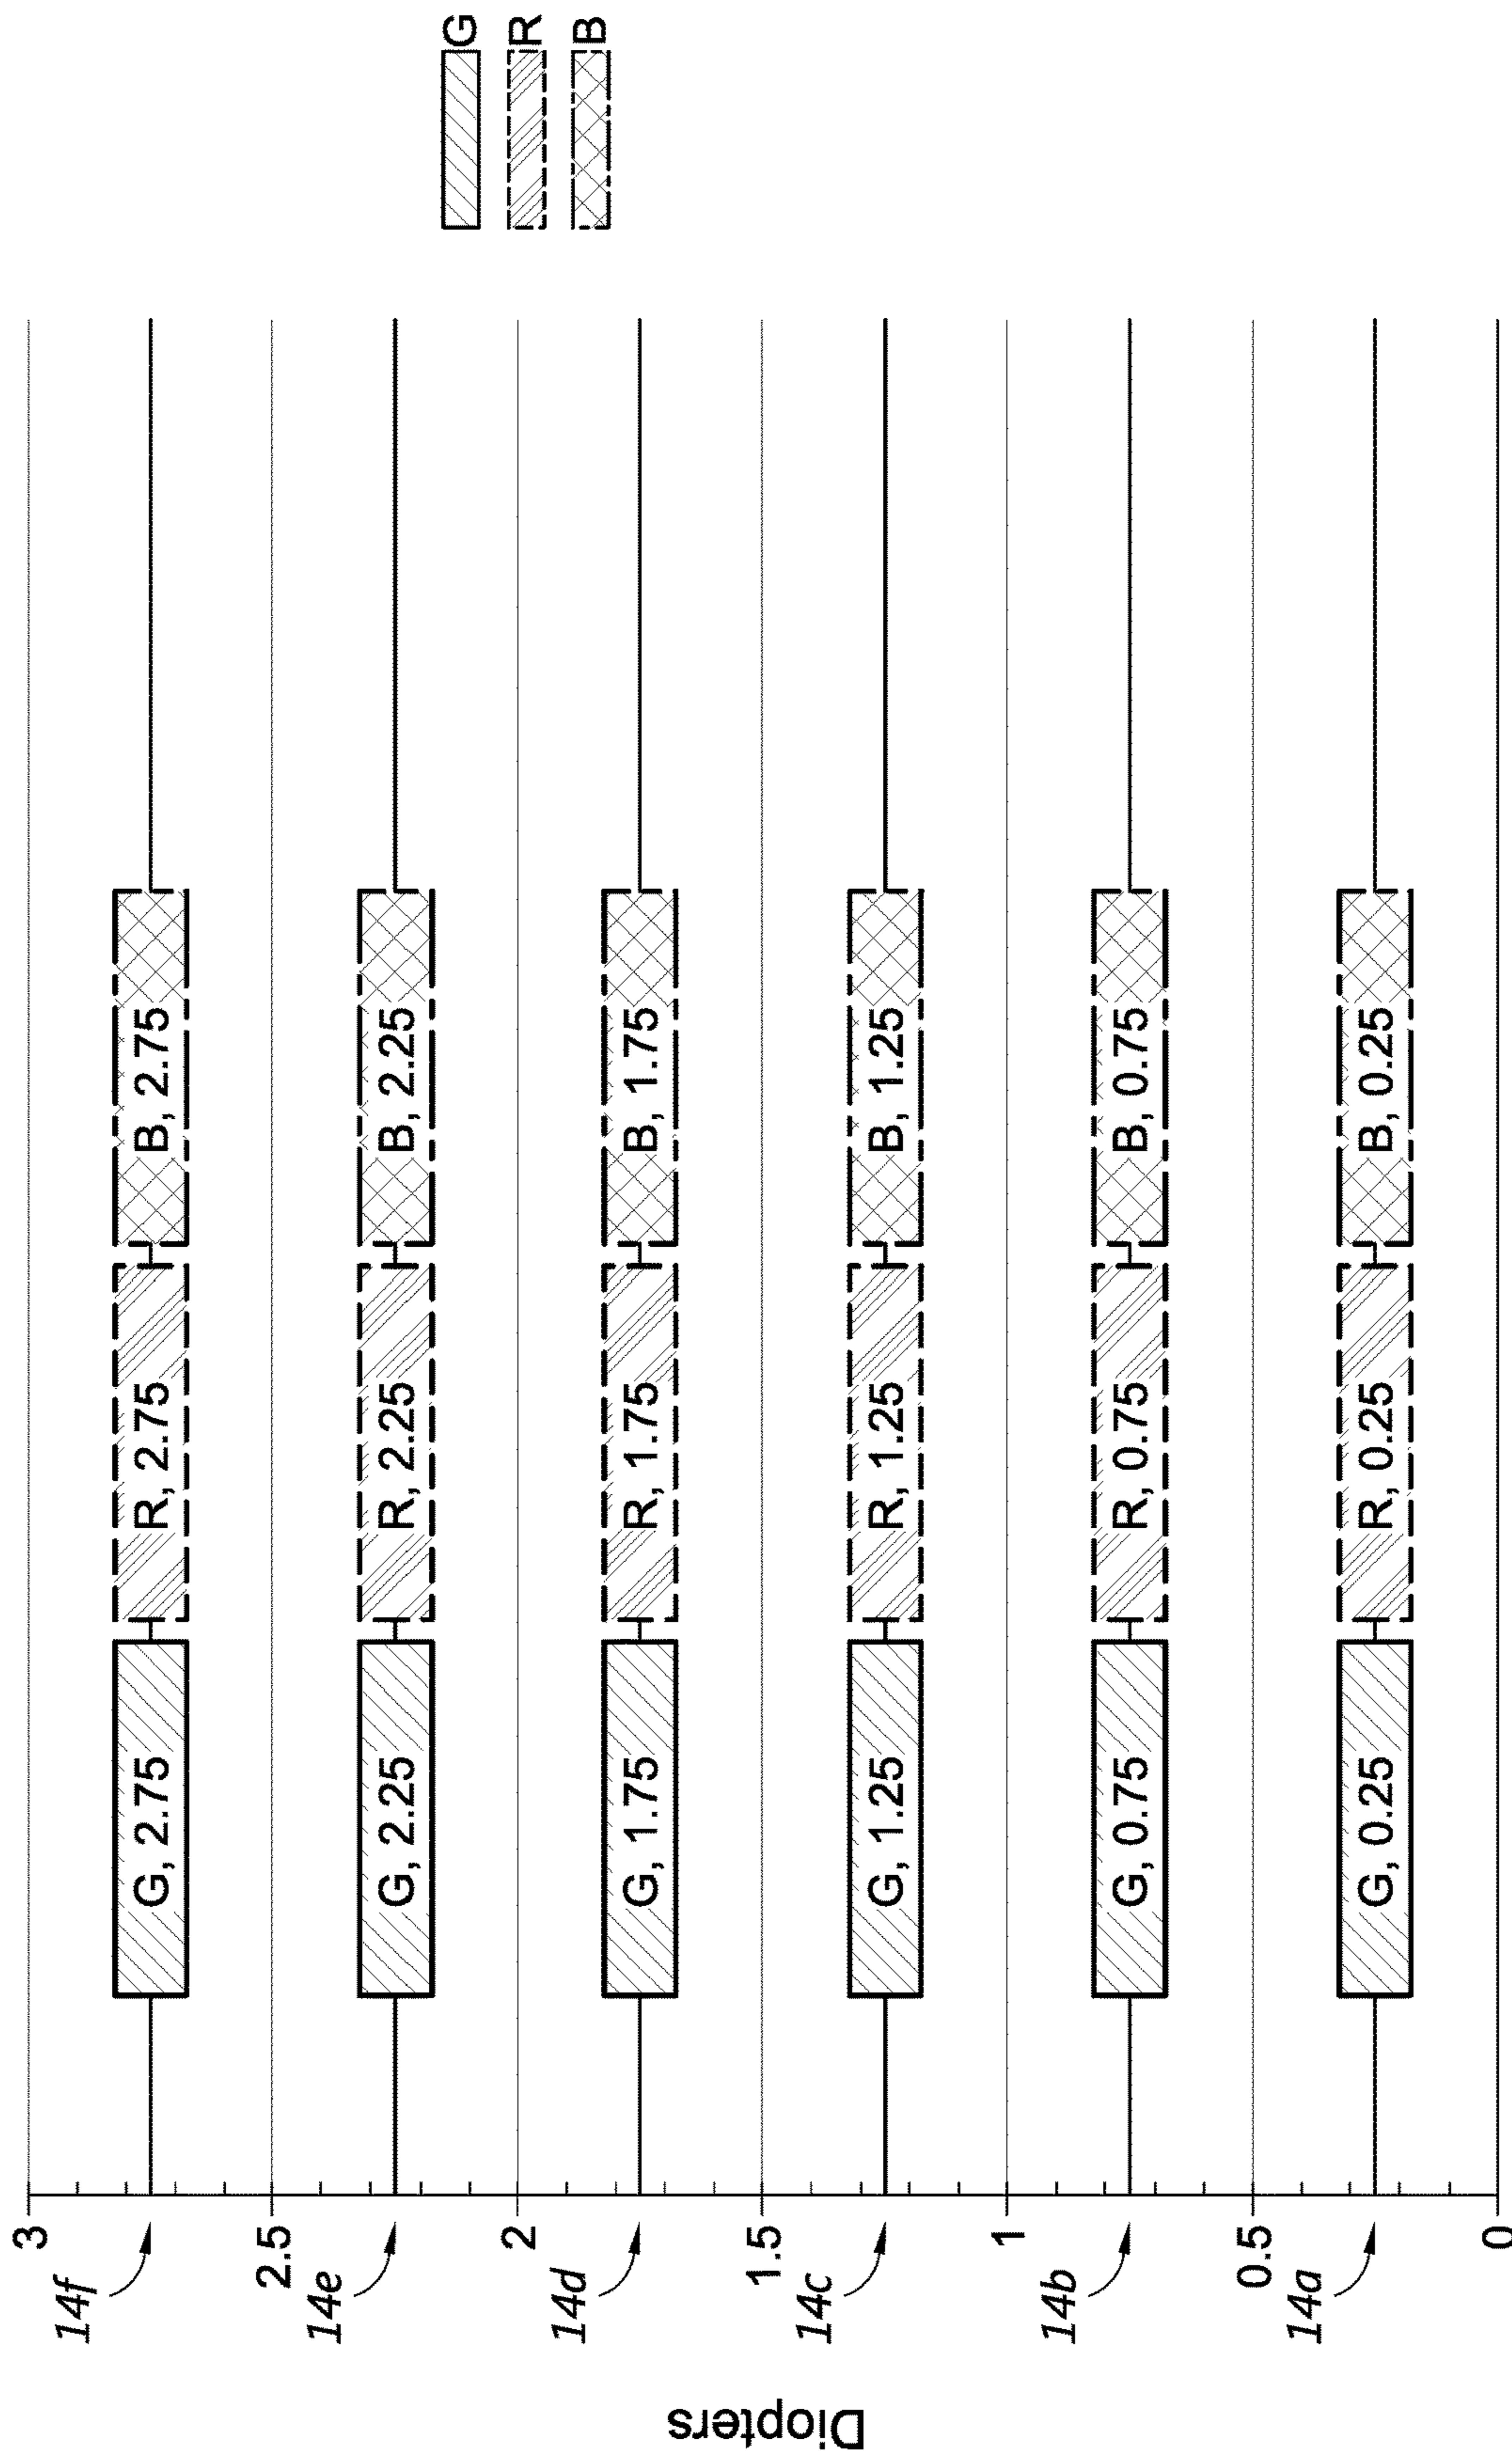 Diopters
3
14f
G, 2.75 R, 2.75 B, 2.75
2.5
14e
G, 2.25 R, 2.25 B, 2.25
2
14d
G, 1.75 R, 1.75 B, 1.75
1.5
14c
G, 1.25 R, 1.25 B, 1.25
1
14b
G, 0.75 R, 0.75 B, 0.75
0.5
14a
G, 0.25 R, 0.25 B, 0.25
0
G
R
B